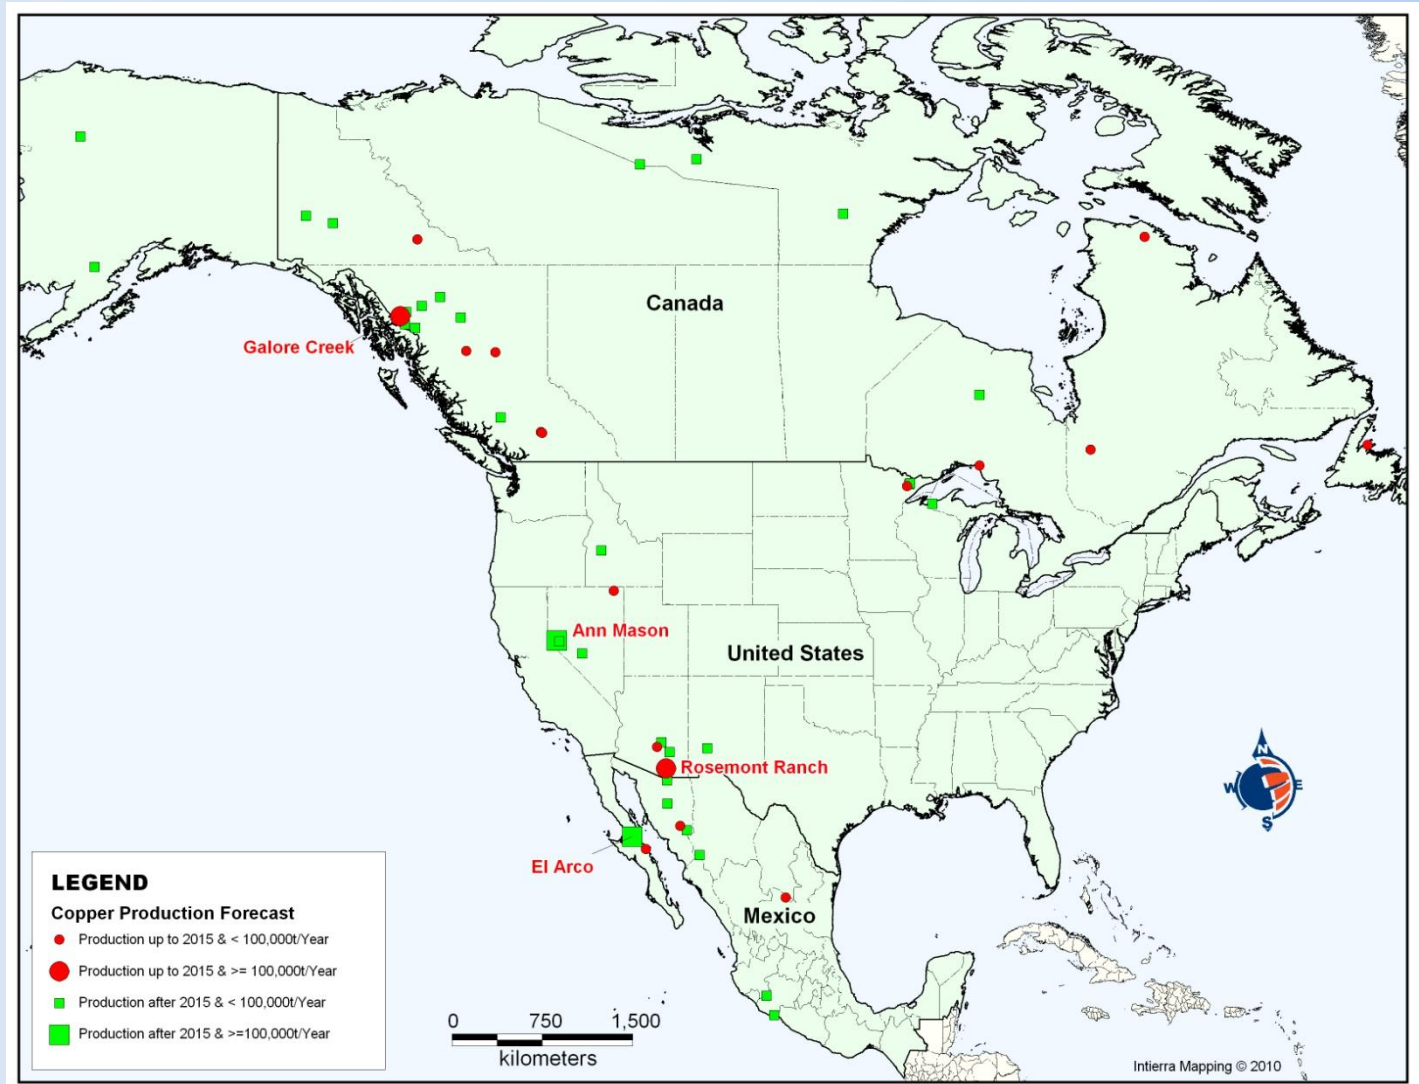 Canada
Galore Creek
Ann Mason
United States
Rosemont Ranch
El Arco
Mexico
N
W
E
S
LEGEND
Copper Production Forecast
Production up to 2015 & < 100,000t/Year
Production up to 2015 & >= 100,000t/Year
Production after 2015 & < 100,000t/Year
Production after 2015 & >=100,000t/Year
0 750 1,500
kilometers
Intierra Mapping © 2010